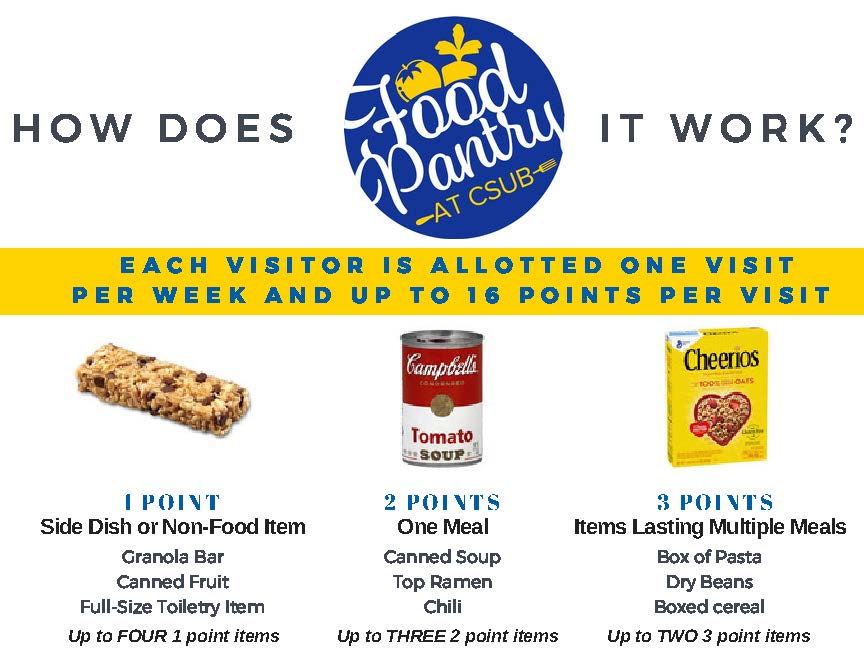 HOW DOES
Food
Pantry
AT CSUB
IT WORK?
EACH VISITOR IS ALLOTTED ONE VISIT
PER WEEK AND UP TO 16 POINTS PER VISIT
Campbell's
CONDENSED
Tomato
SOUP
Cheerios
100% OATS
1 POINT
Side Dish or Non-Food Item
Granola Bar
Canned Fruit
Full-Size Toiletry Item
Up to FOUR 1 point items
2 POINTS
One Meal
Canned Soup
Top Ramen
Chili
Up to THREE 2 point items
3 POINTS
Items Lasting Multiple Meals
Box of Pasta
Dry Beans
Boxed cereal
Up to TWO 3 point items